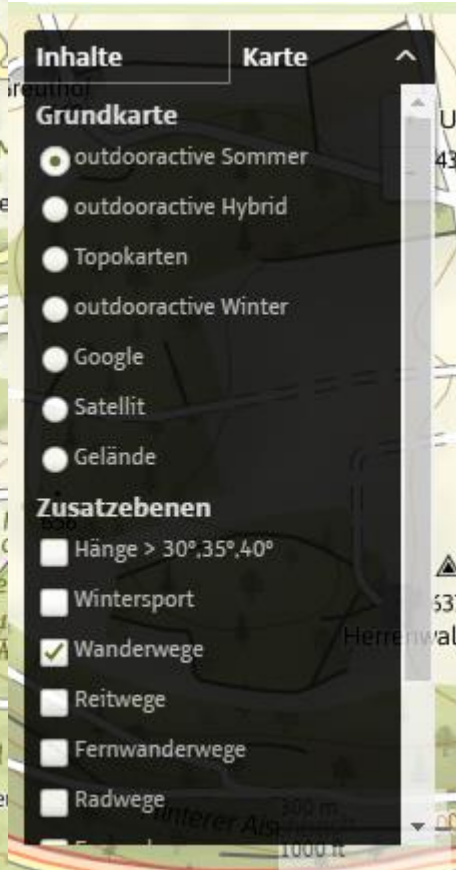 Inhalte
Karte
Grundkarte
outdooractive Sommer
outdooractive Hybrid
Topokarten
outdooractive Winter
Google
Satellit
Gelände
Zusatzebenen
Hänge > 30°,35°,40°
Wintersport
Wanderwege
Reitwege
Fernwanderwege
Radwege
300 m
1000 ft